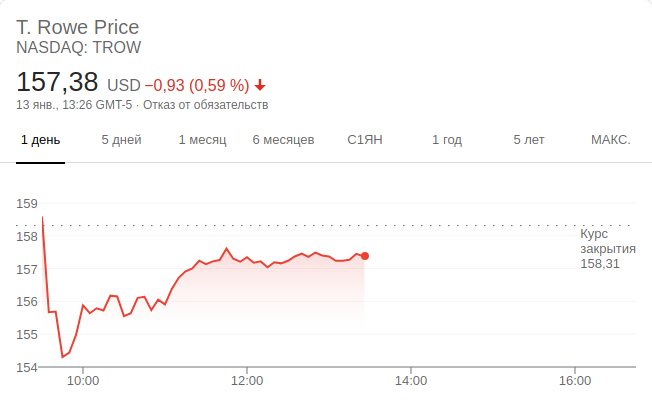 T. Rowe Price
NASDAQ: TROW
157,38 USD −0,93 (0,59 %)
13 янв., 13:26 GMT-5 · Отказ от обязательств
1 день 5 дней 1 месяц 6 месяцев С1ЯН 1 год 5 лет МАКС.
159
158
157
156
155
154
Курс
закрытия
158,31
10:00 12:00 14:00 16:00